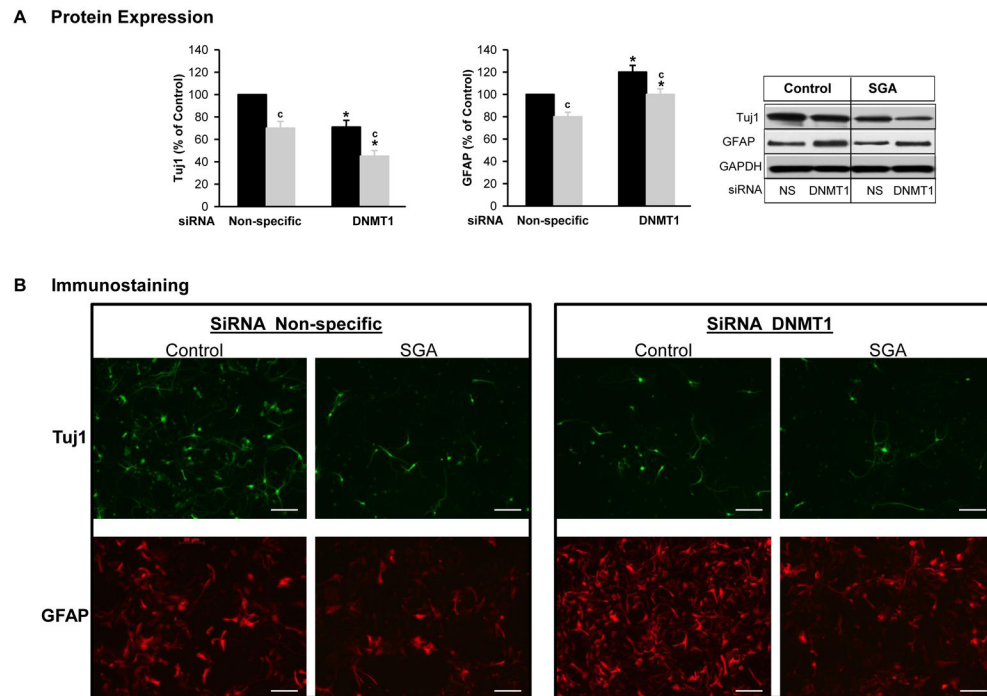 A Protein Expression
Tuj1 (% of Control)
140
120
100
80
60
40
20
0
c
*
c
*
siRNA Non-specific DNMT1
GFAP (% of Control)
140
120
100
80
60
40
20
0
c
*
c
*
siRNA Non-specific DNMT1
Control SGA
Tuj1
GFAP
GAPDH
siRNA NS DNMT1 NS DNMT1
B Immunostaining
SiRNA Non-specific
Control SGA
SiRNA DNMT1
Control SGA
Tuj1
GFAP